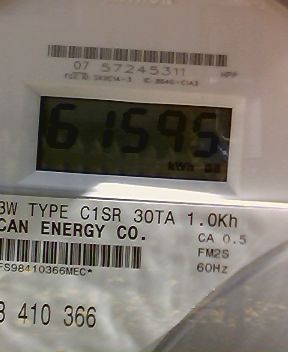 07 57245311
61595
kWh
3W TYPE C1SR 30TA 1.0Kh
CAN ENERGY CO.
CA 0.5
FM2S
60Hz
FS98410366MEC*
8 410 366